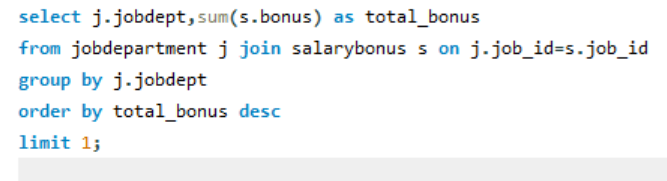 select j.jobdept,sum(s.bonus) as total_bonus
from jobdepartment j join salarybonus s on j.job_id=s.job_id
group by j.jobdept
order by total_bonus desc
limit 1;